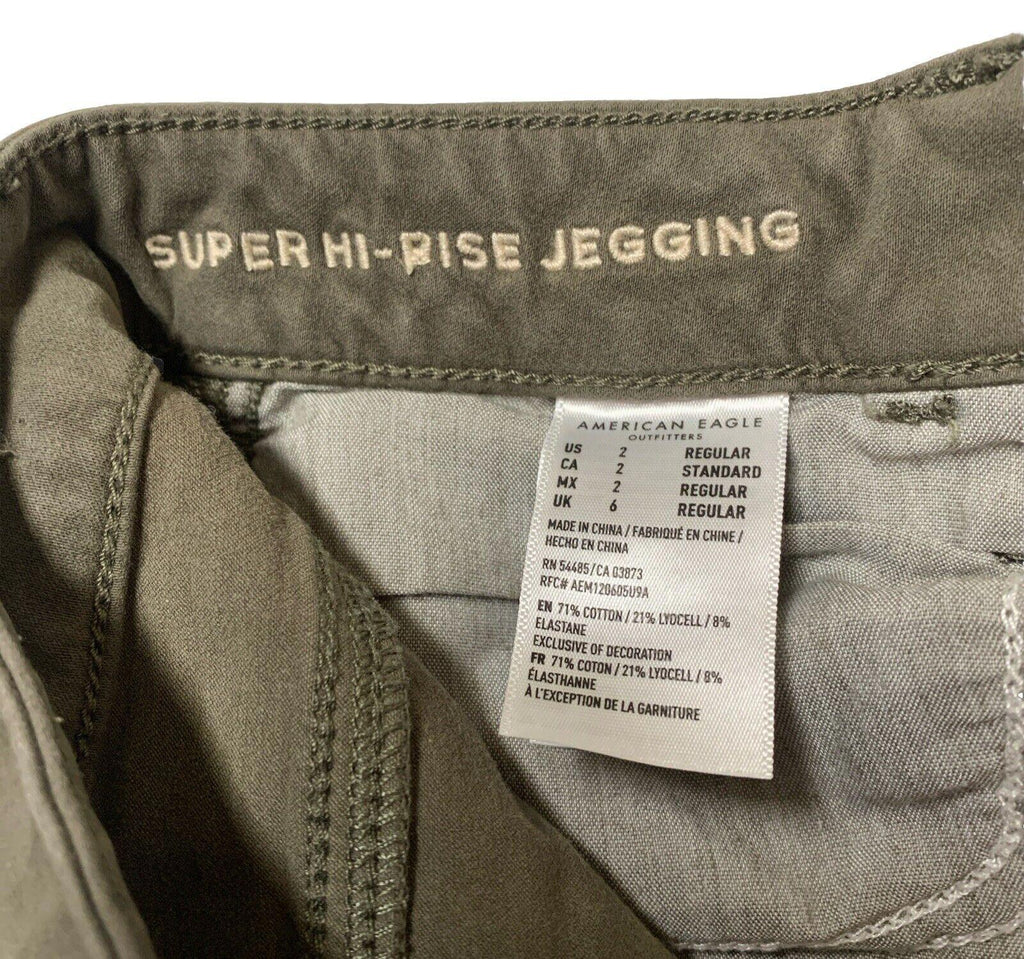 SUPER HI-RISE JEGGING
AMERICAN EAGLE
OUTFITTERS
US 2 REGULAR
CA 2 STANDARD
MX 2 REGULAR
UK 6 REGULAR
MADE IN CHINA / FABRIQUÉ EN CHINE /
HECHO EN CHINA
RN 54485/CA 03873
RFC# AEM120605U9A
EN 71% COTTON / 21% LYOCELL / 8%
ELASTANE
EXCLUSIVE OF DECORATION
FR 71% COTON / 21% LYOCELL / 8%
ÉLASTHANNE
À L'EXCEPTION DE LA GARNITURE